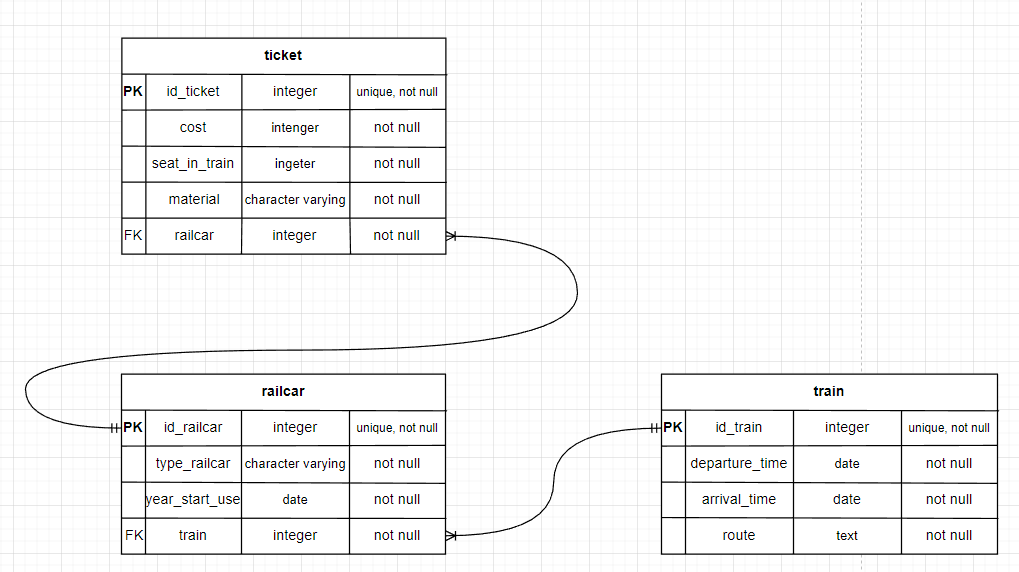 ticket
PK id_ticket integer unique, not null
cost intenger not null
seat_in_train ingeter not null
material character varying not null
FK railcar integer not null
railcar
PK id_railcar integer unique, not null
type_railcar character varying not null
year_start_use date not null
FK train integer not null
train
PK id_train integer unique, not null
departure_time date not null
arrival_time date not null
route text not null